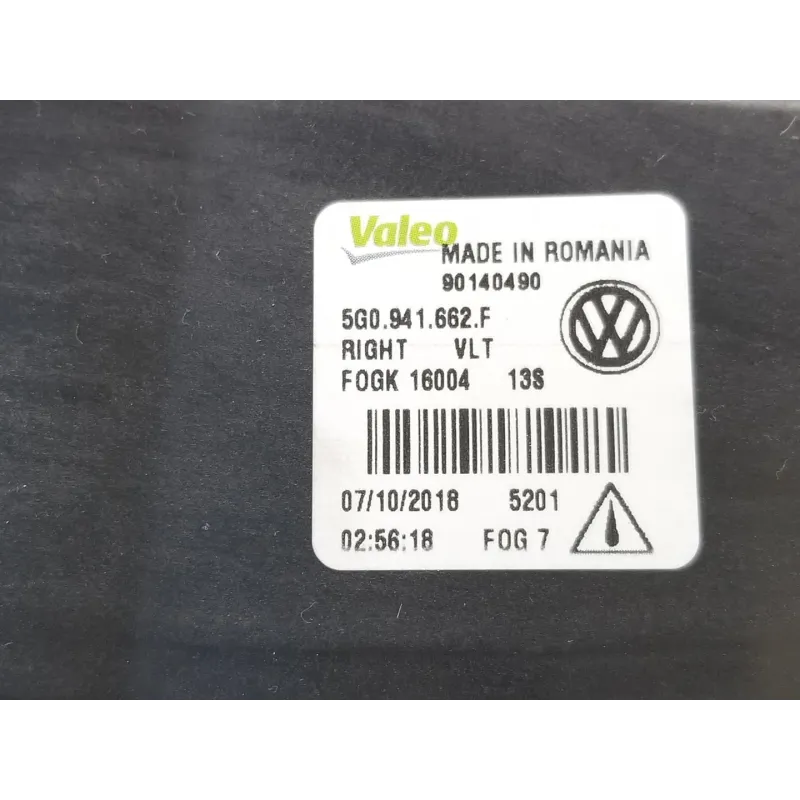 Valeo
MADE IN ROMANIA
90140490
5G0.941.662.F
RIGHT VLT
FOGK 16004 13S
07/10/2018 5201
02:56:18 FOG 7